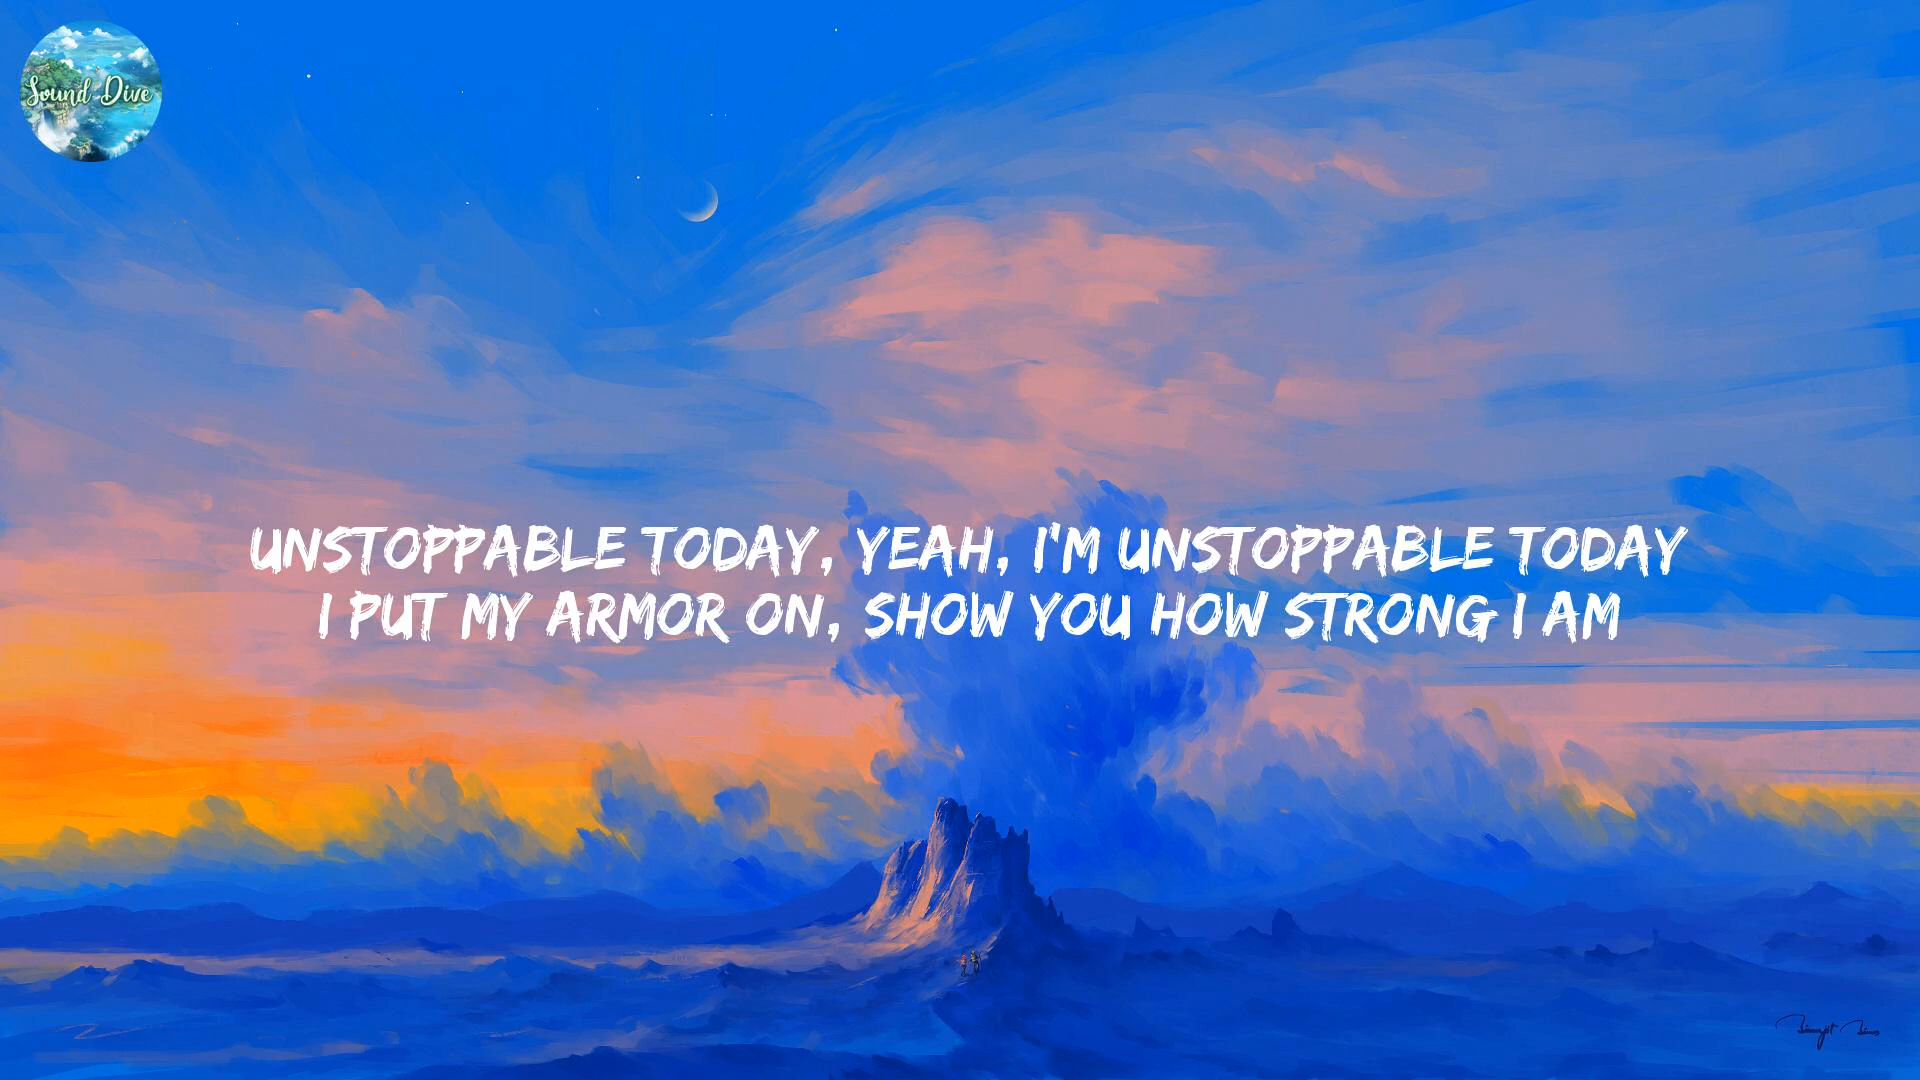 Sound Dive
UNSTOPPABLE TODAY, YEAH, I'M UNSTOPPABLE TODAY
I PUT MY ARMOR ON, SHOW YOU HOW STRONG I AM